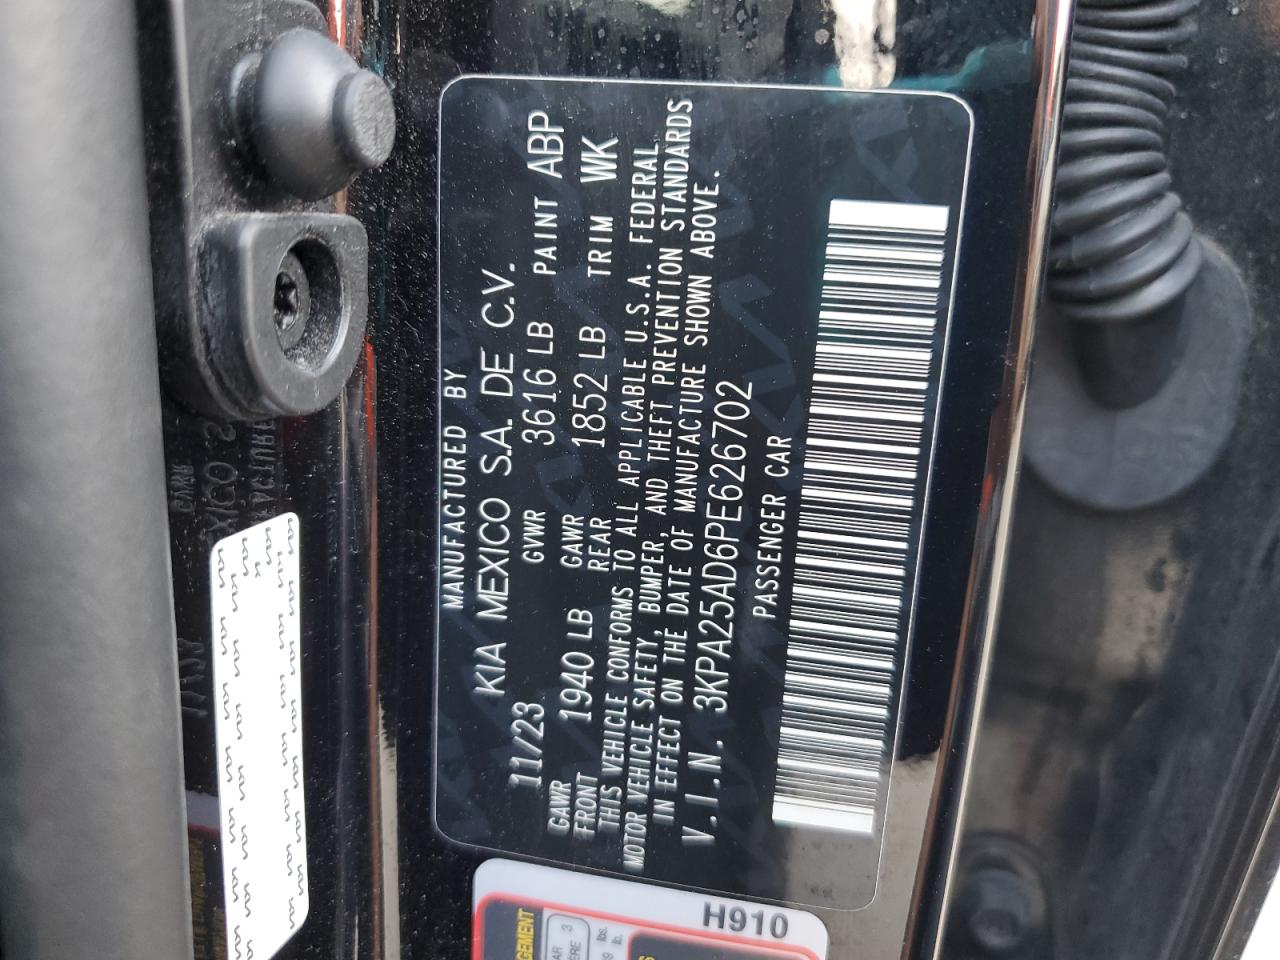 MANUFACTURED BY
KIA MEXICO S.A. DE C.V.
11/23 GVWR 3616 LB PAINT ABP
GAWR FRONT 1940 LB GAWR REAR 1852 LB TRIM WK
THIS VEHICLE CONFORMS TO ALL APPLICABLE U.S.A. FEDERAL
MOTOR VEHICLE SAFETY, BUMPER, AND THEFT PREVENTION STANDARDS
IN EFFECT ON THE DATE OF MANUFACTURE SHOWN ABOVE.
V.I.N. 3KPA25AD6PE626702
PASSENGER CAR
H910